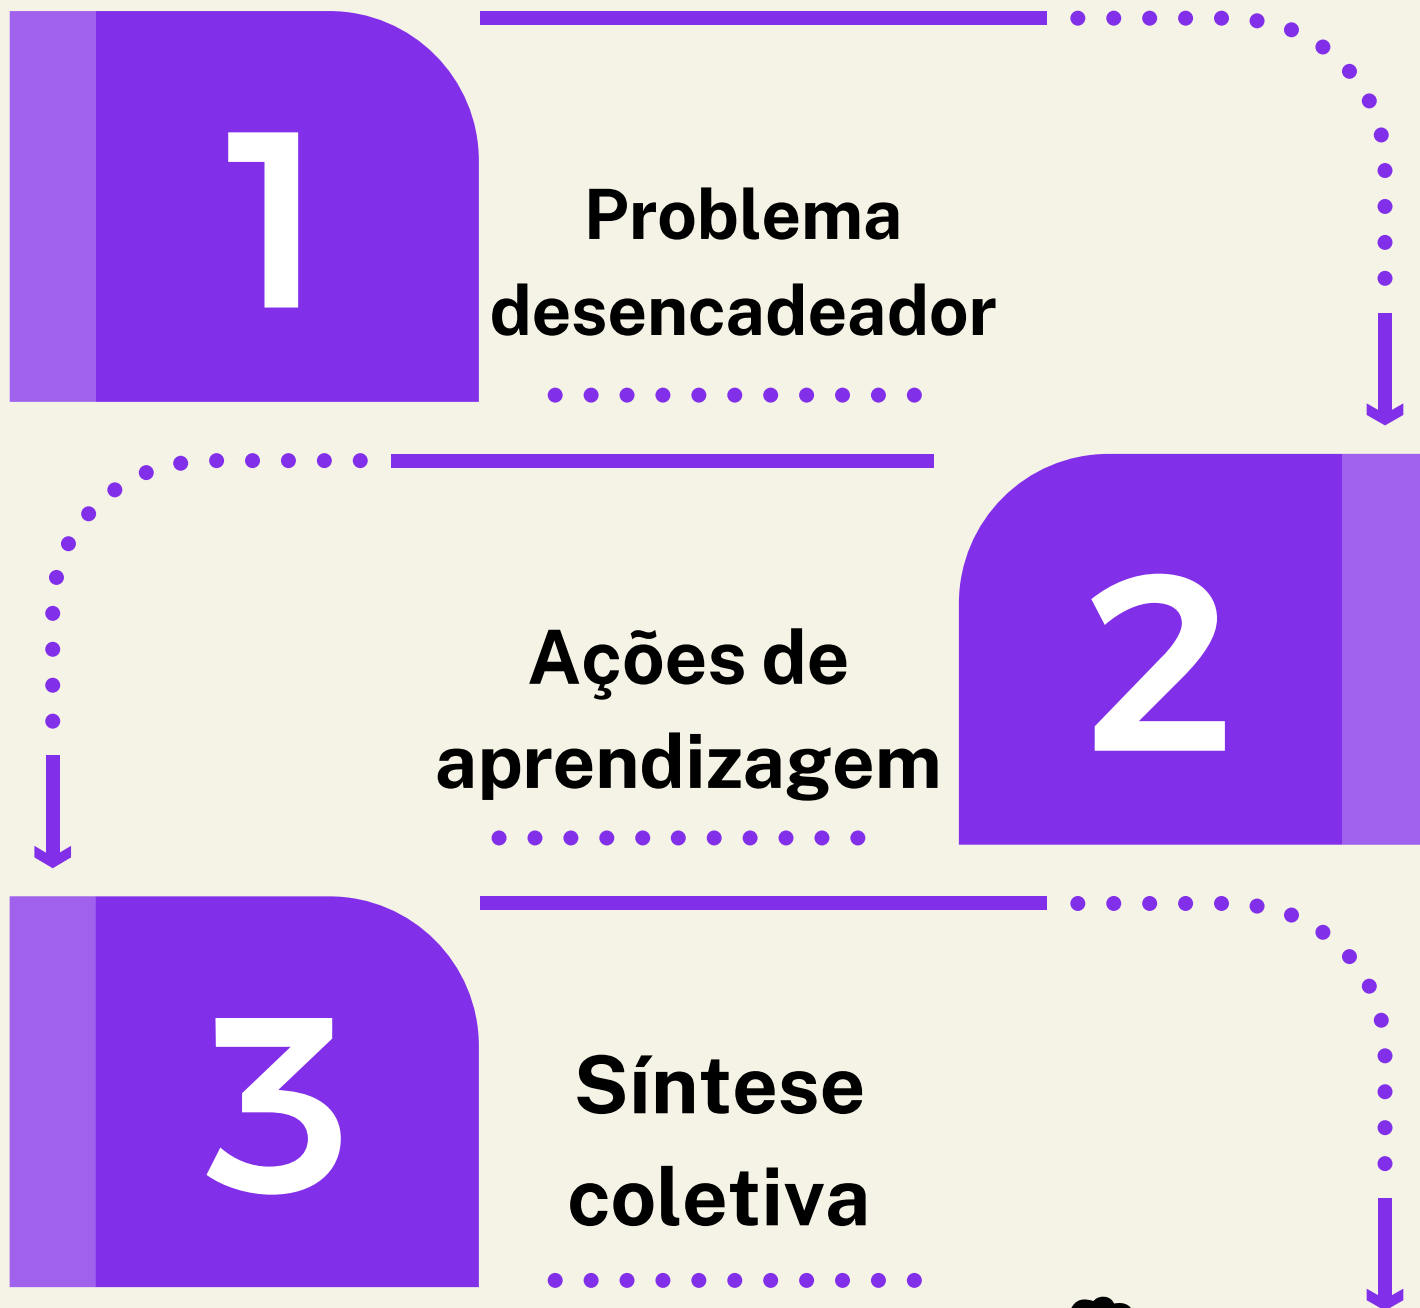 1
Problema
desencadeador
Ações de
aprendizagem
2
3
Síntese
coletiva